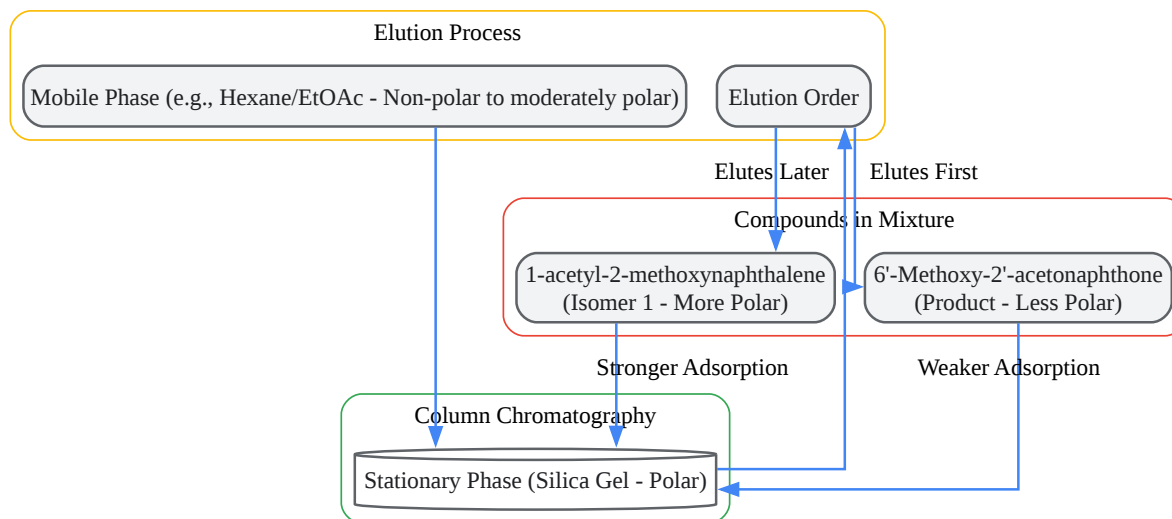 Elution Process
Mobile Phase (e.g., Hexane/EtOAc - Non-polar to moderately polar)
Elution Order
Elutes Later
Elutes First
Compounds in Mixture
1-acetyl-2-methoxynaphthalene
(Isomer 1 - More Polar)
6'-Methoxy-2'-acetonaphthone
(Product - Less Polar)
Stronger Adsorption
Weaker Adsorption
Column Chromatography
Stationary Phase (Silica Gel - Polar)